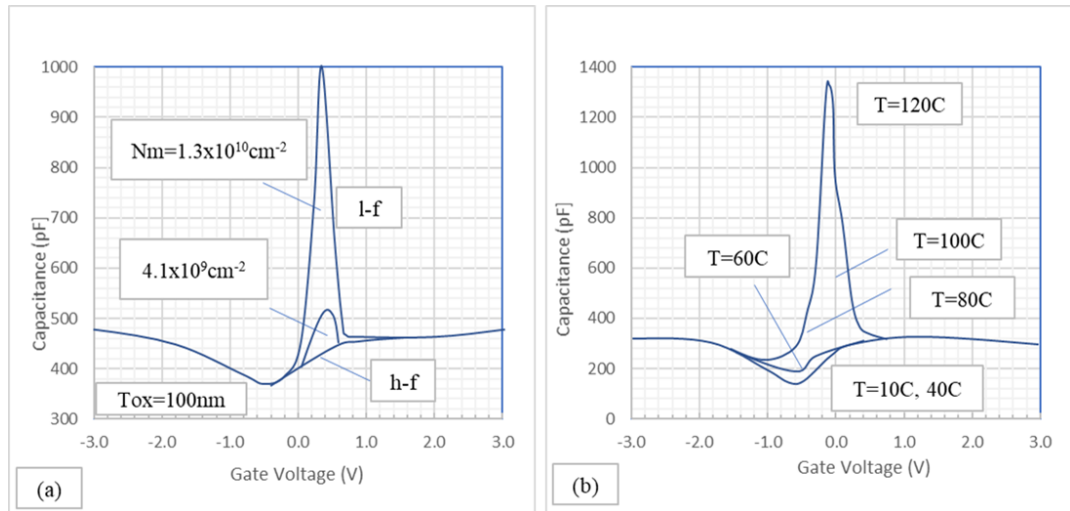 1000
900
800
700
600
500
400
300
Capacitance (pF]
-3.0 -2.0 -1.0 0.0 1.0 2.0 3.0
Gate Voltage (V)
Nm=1.3x10¹⁰cm⁻²
l-f
4.1x10⁹cm⁻²
h-f
Tox=100nm
(a)
1400
1200
1000
800
600
400
200
0
Capacitance (pF]
-3.0 -2.0 -1.0 0.0 1.0 2.0 3.0
Gate Voltage (V)
T=120C
T=100C
T=60C
T=80C
T=10C, 40C
(b)